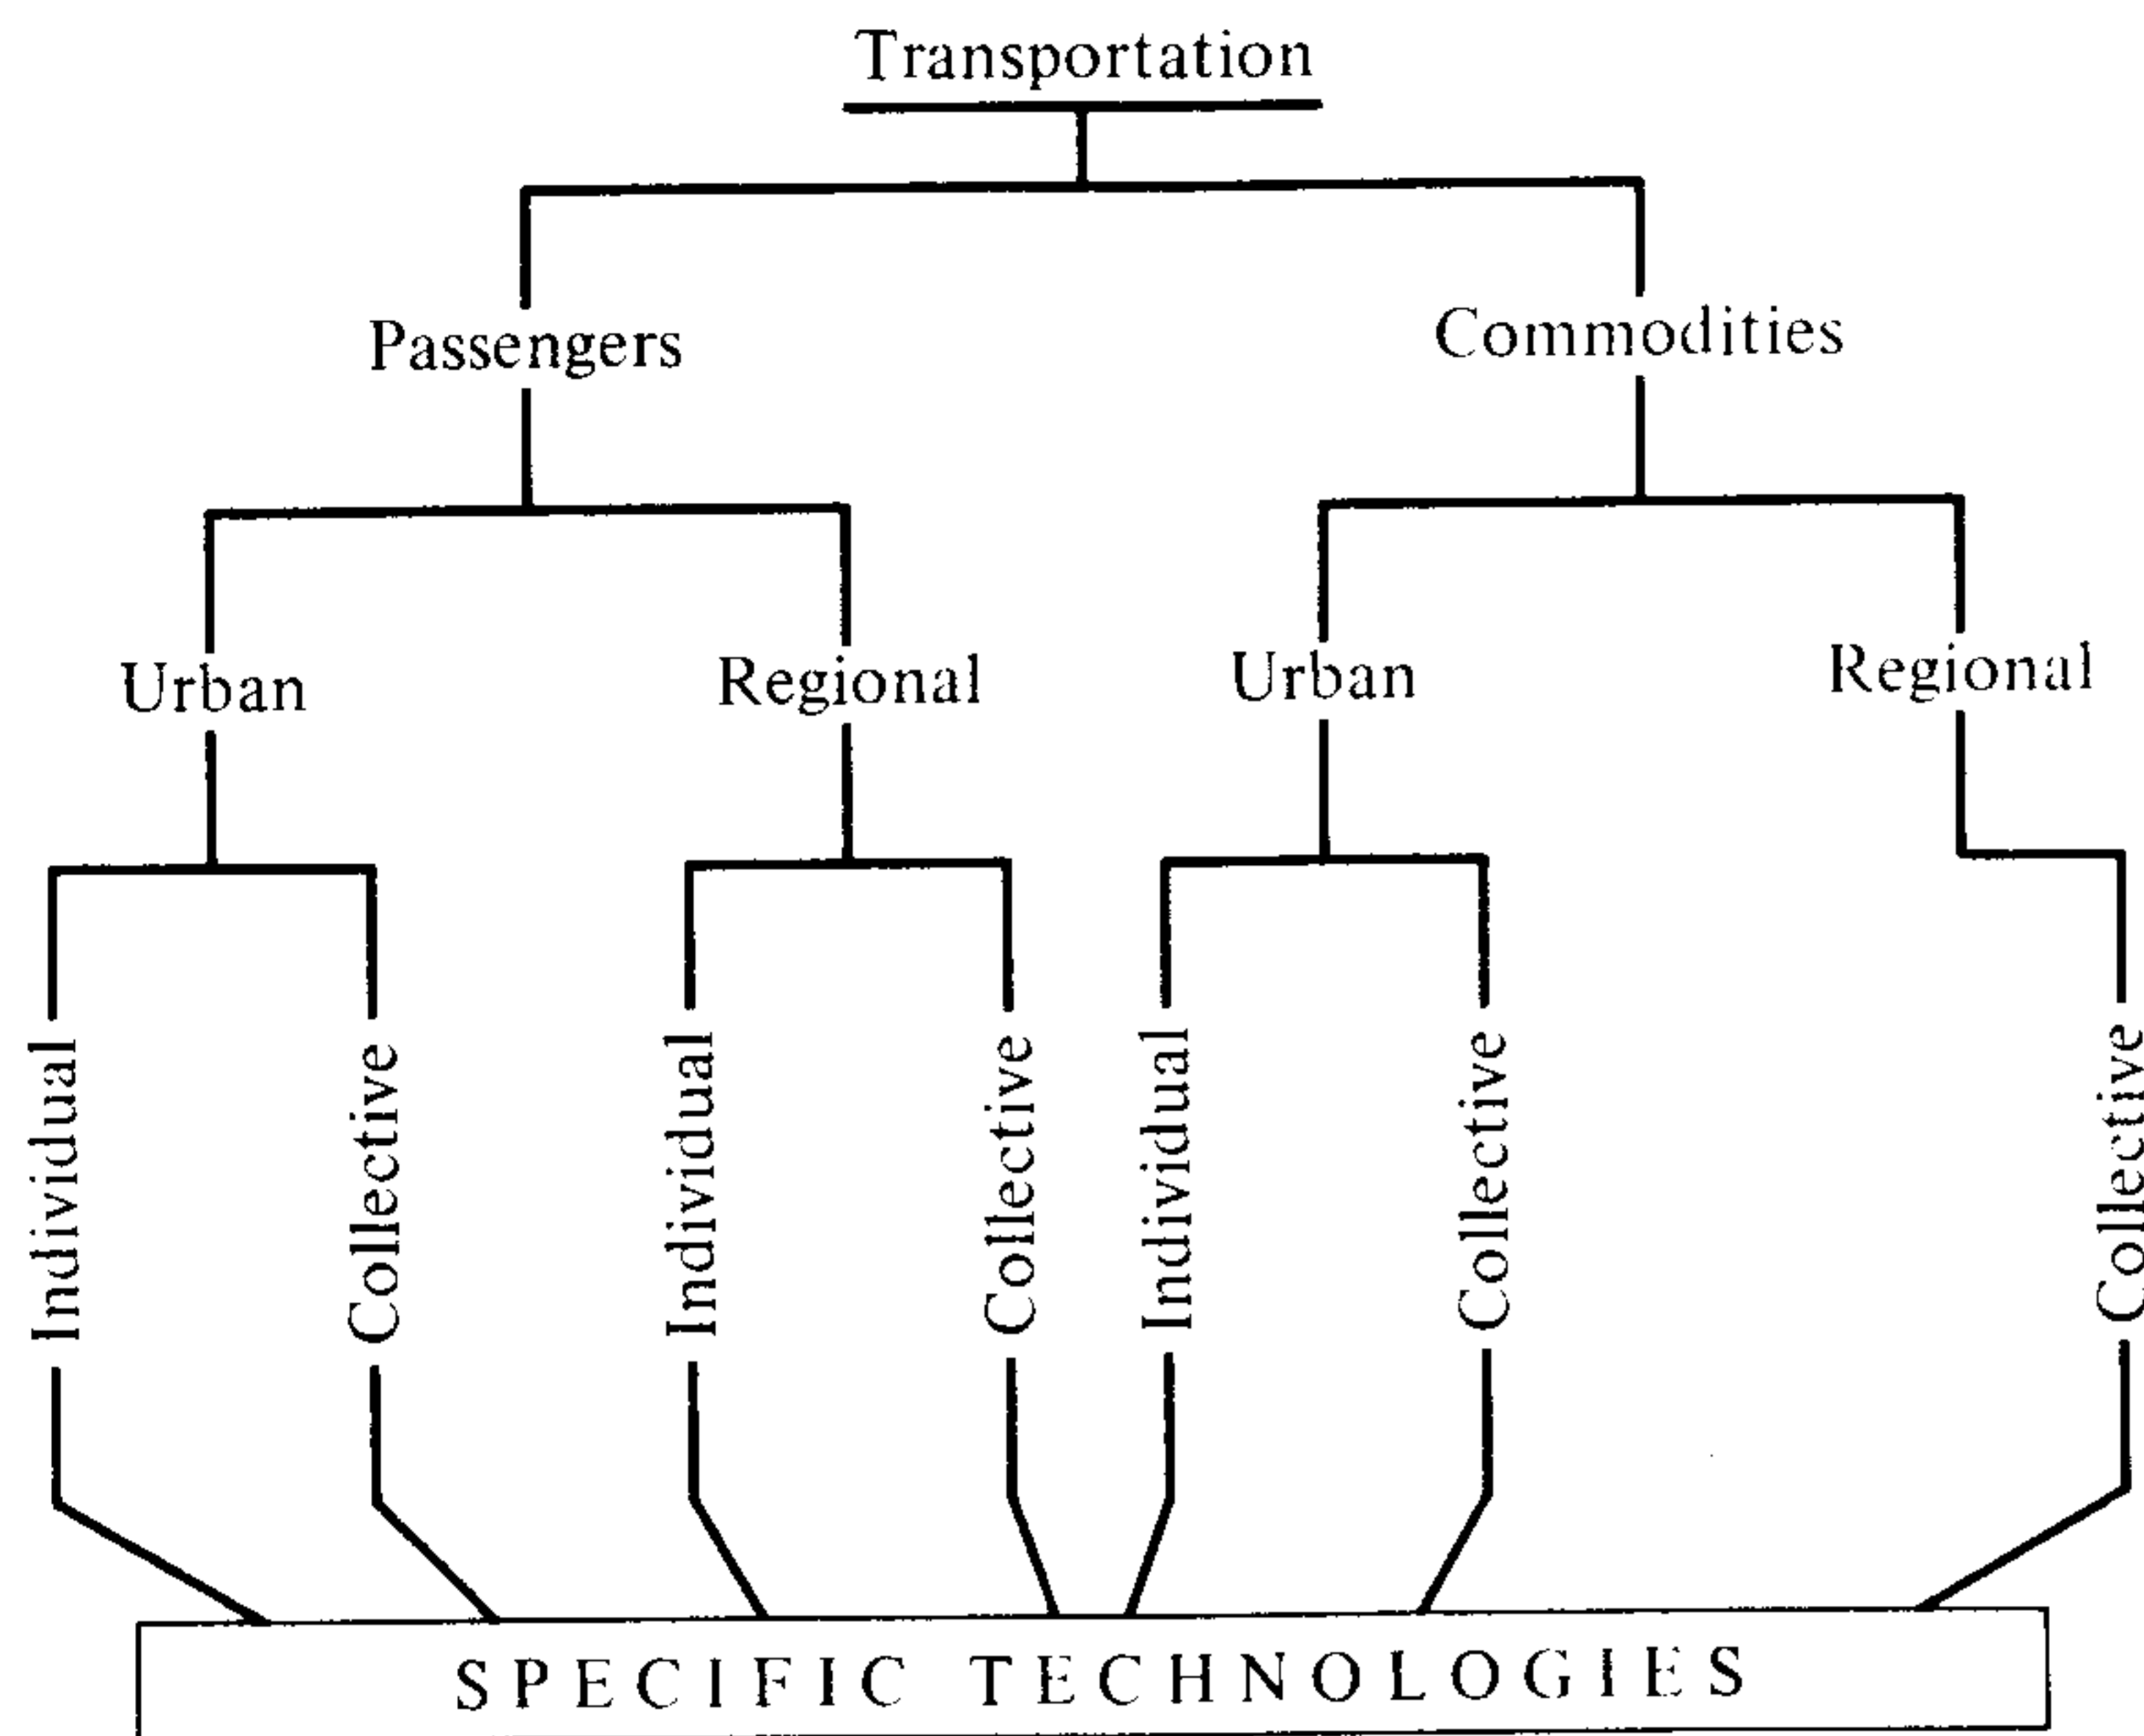 Transportation
Passengers
Commodities
Urban
Regional
Urban
Regional
Individual
Collective
Individual
Collective
Individual
Collective
Collective
SPECIFIC TECHNOLOGIES